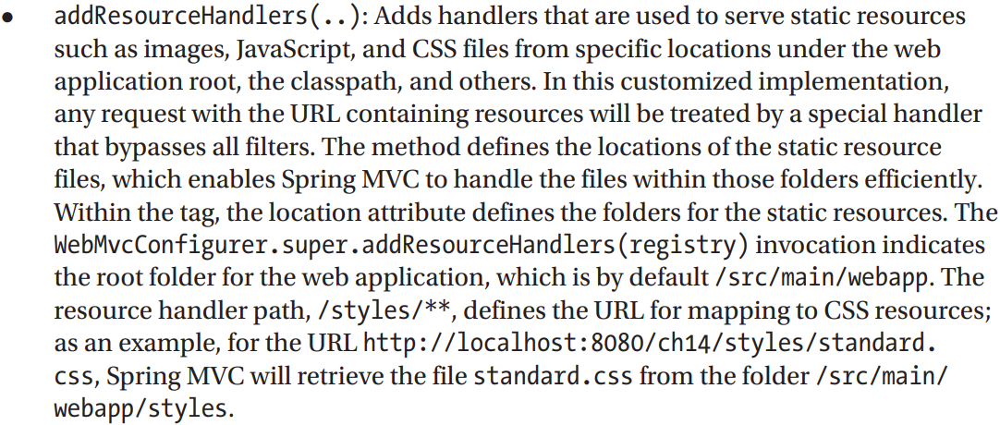 • addResourceHandlers(..): Adds handlers that are used to serve static resources
such as images, JavaScript, and CSS files from specific locations under the web
application root, the classpath, and others. In this customized implementation,
any request with the URL containing resources will be treated by a special handler
that bypasses all filters. The method defines the locations of the static resource
files, which enables Spring MVC to handle the files within those folders efficiently.
Within the tag, the location attribute defines the folders for the static resources. The
WebMvcConfigurer.super.addResourceHandlers(registry) invocation indicates
the root folder for the web application, which is by default /src/main/webapp. The
resource handler path, /styles/**, defines the URL for mapping to CSS resources;
as an example, for the URL http://localhost:8080/ch14/styles/standard.
css, Spring MVC will retrieve the file standard.css from the folder /src/main/
webapp/styles.